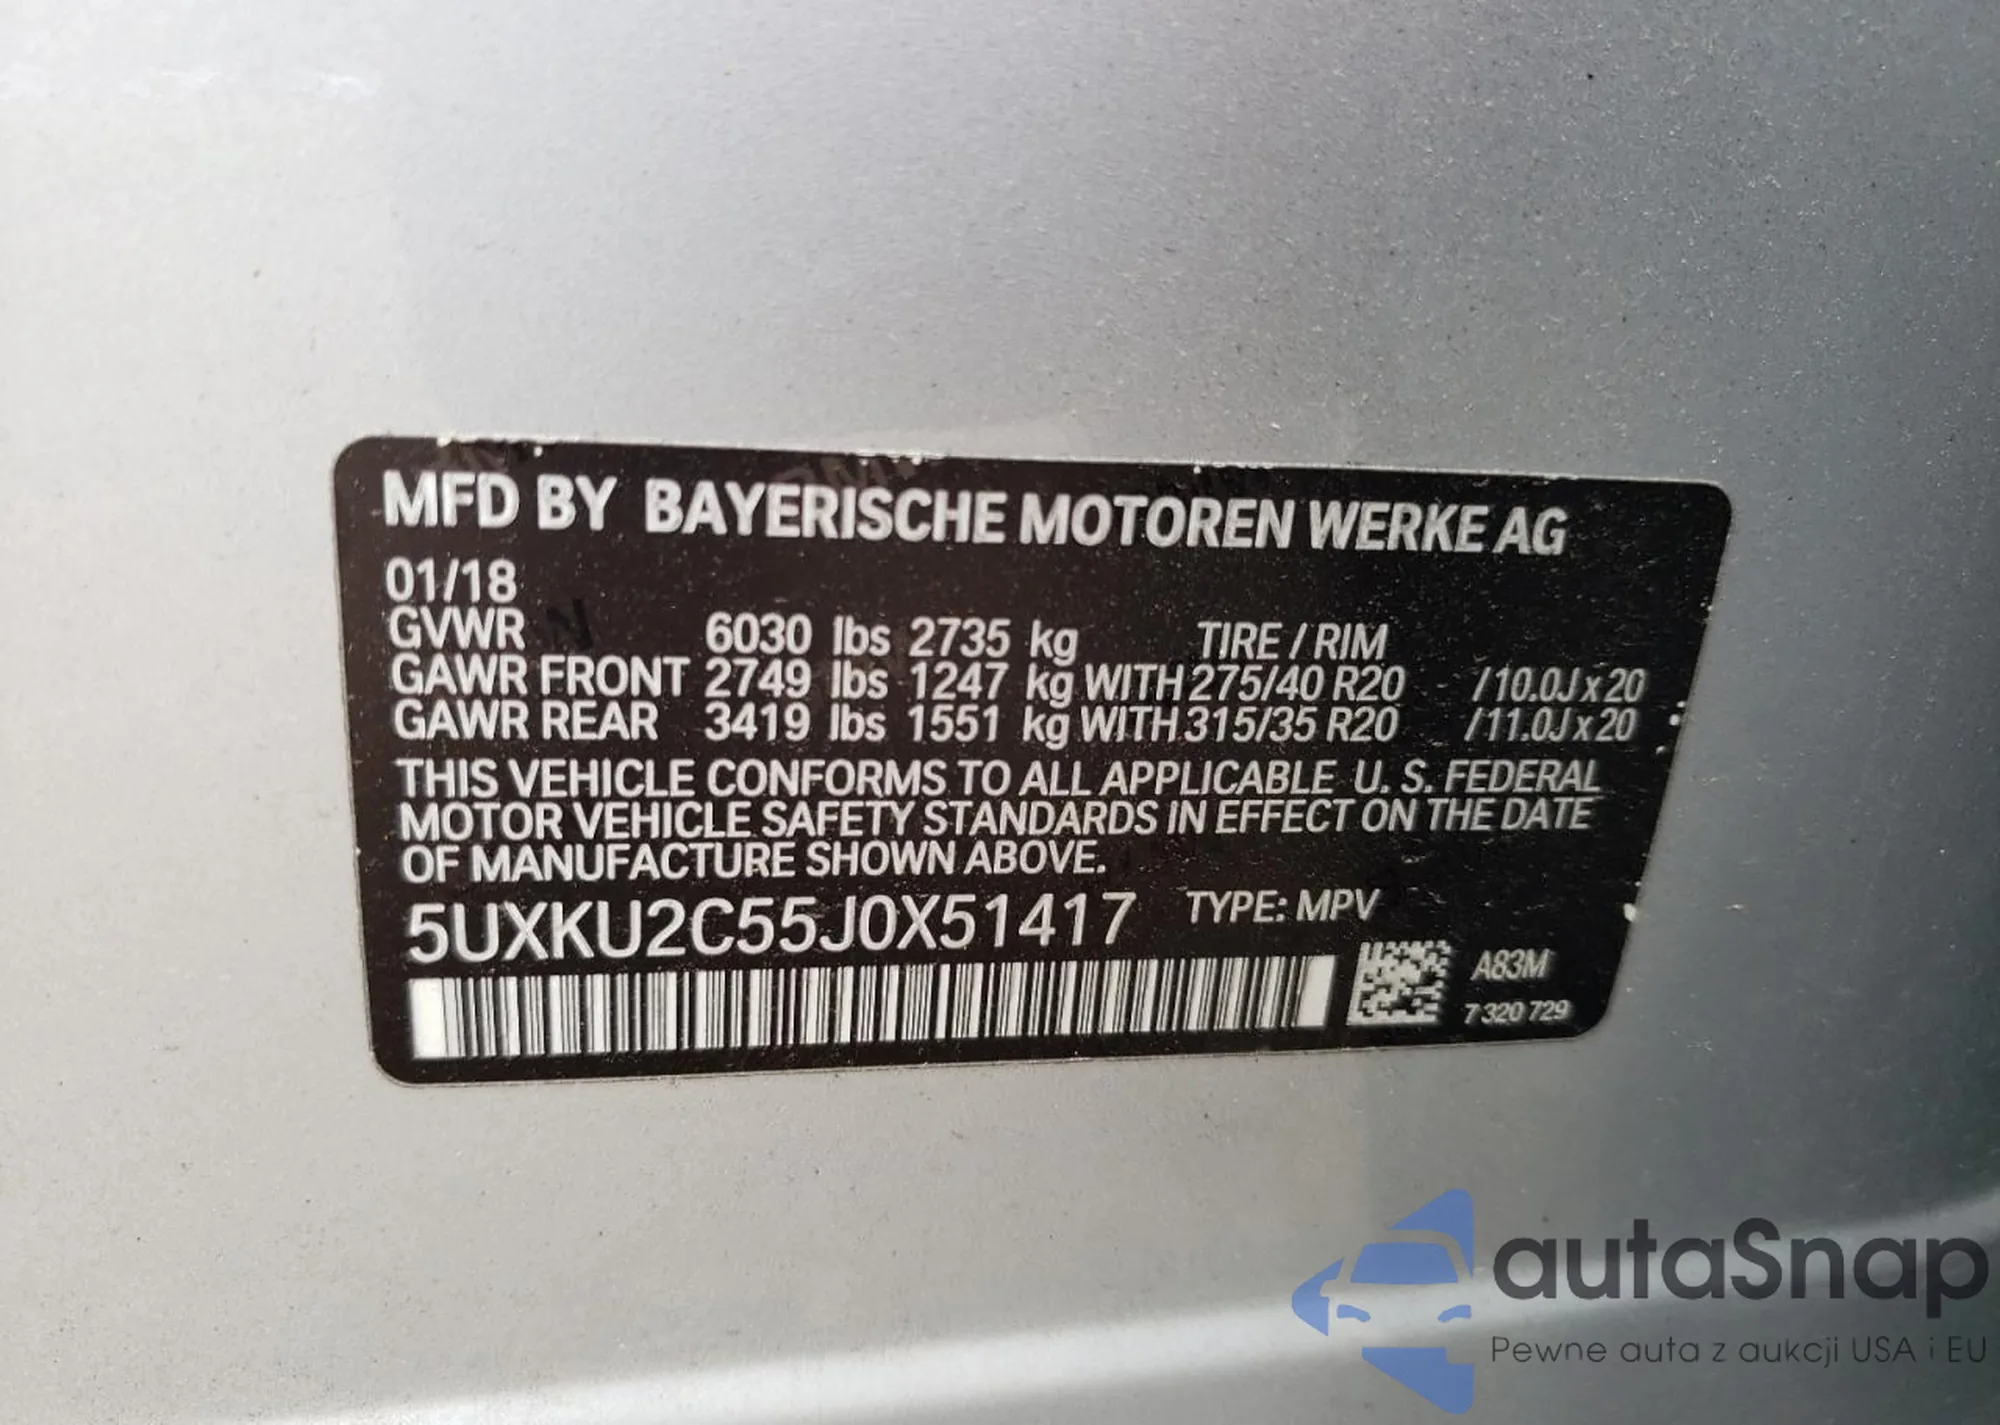 MFD BY BAYERISCHE MOTOREN WERKE AG
01/18
GVWR 6030 lbs 2735 kg TIRE / RIM
GAWR FRONT 2749 lbs 1247 kg WITH 275/40 R20 /10.0J x 20
GAWR REAR 3419 lbs 1551 kg WITH 315/35 R20 /11.0J x 20
THIS VEHICLE CONFORMS TO ALL APPLICABLE U. S. FEDERAL
MOTOR VEHICLE SAFETY STANDARDS IN EFFECT ON THE DATE
OF MANUFACTURE SHOWN ABOVE.
5UXKU2C55J0X51417 TYPE: MPV
A83M
7 320 729
autaSnap
Pewne auta z aukcji USA i EU